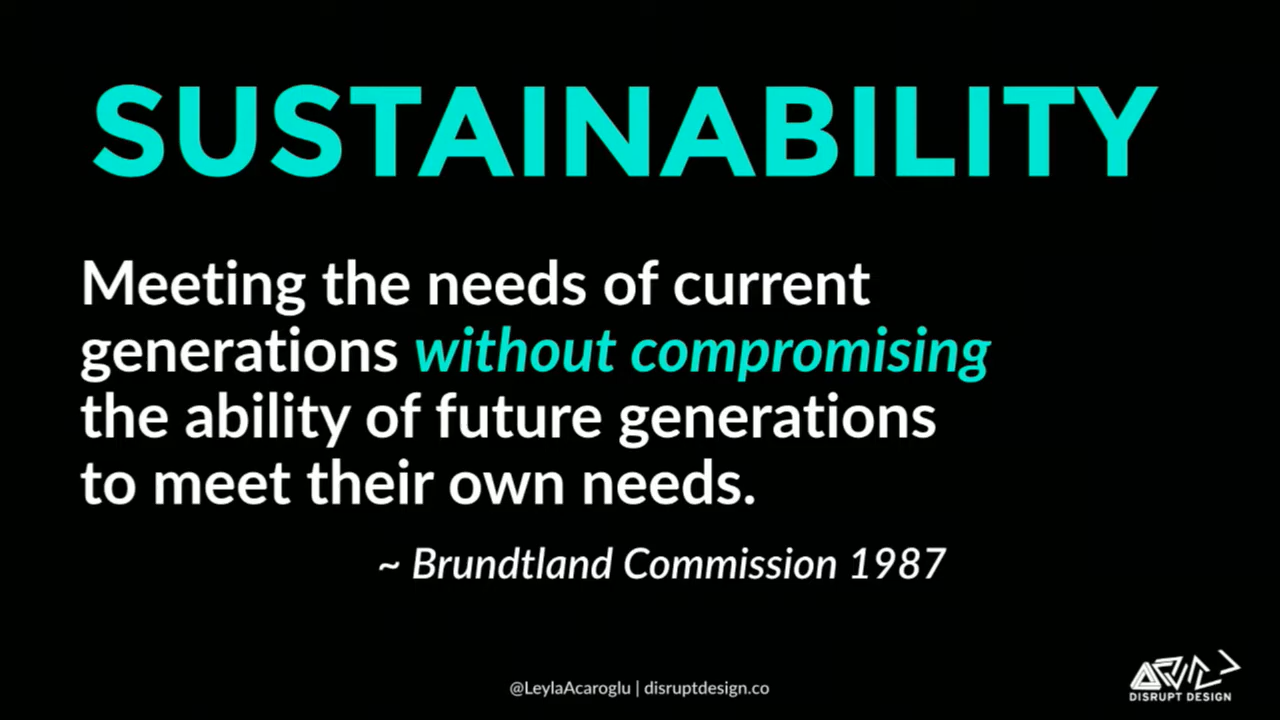 SUSTAINABILITY
Meeting the needs of current
generations without compromising
the ability of future generations
to meet their own needs.
~ Brundtland Commission 1987
@LeylaAcaroglu | disruptdesign.co
DISRUPT DESIGN